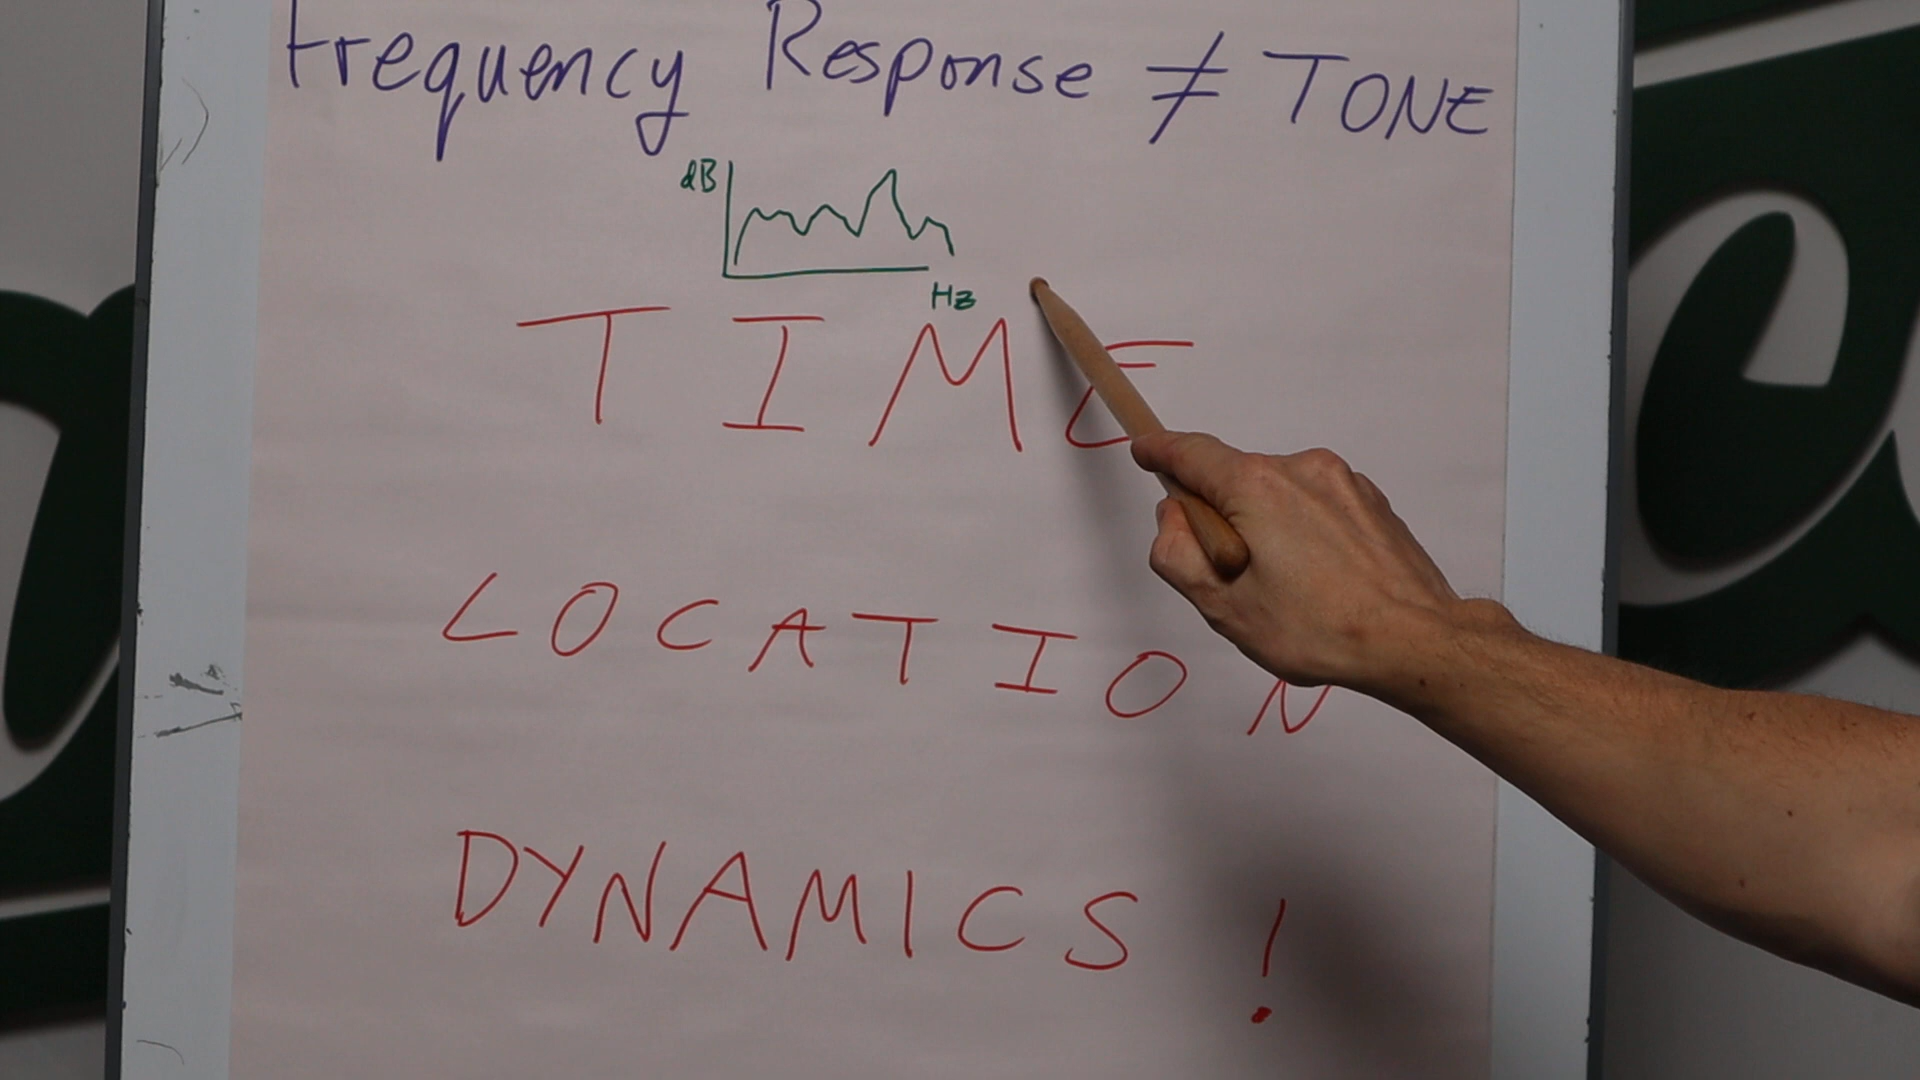 Frequency Response ≠ TONE
dB
Hz
TIME
LOCATION
DYNAMICS!